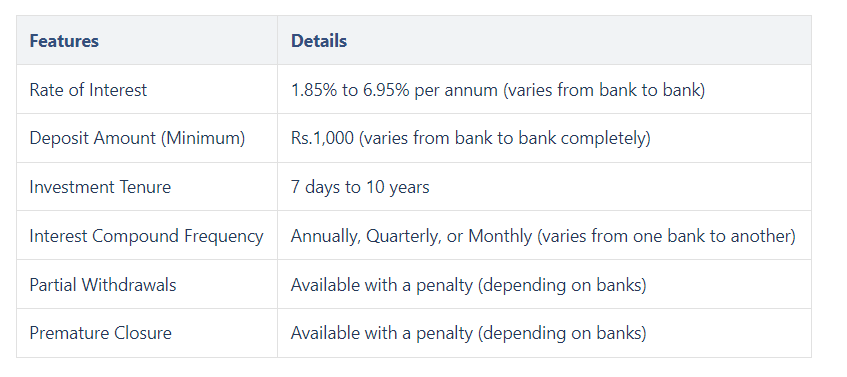 Features Details
Rate of Interest 1.85% to 6.95% per annum (varies from bank to bank)
Deposit Amount (Minimum) Rs.1,000 (varies from bank to bank completely)
Investment Tenure 7 days to 10 years
Interest Compound Frequency Annually, Quarterly, or Monthly (varies from one bank to another)
Partial Withdrawals Available with a penalty (depending on banks)
Premature Closure Available with a penalty (depending on banks)